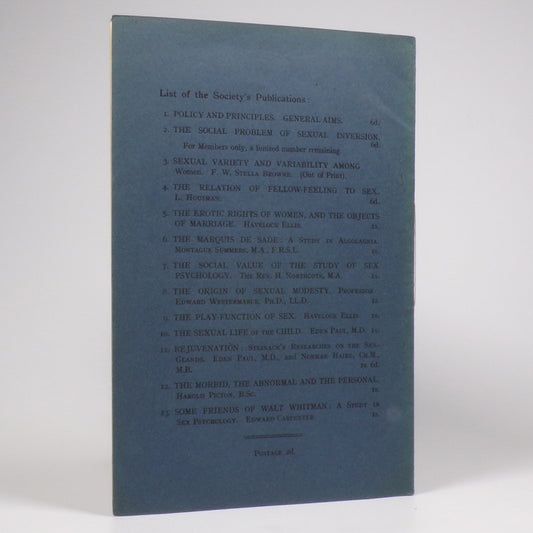 List of the Society's Publications:
1. POLICY AND PRINCIPLES. GENERAL AIMS. 6d.
2. THE SOCIAL PROBLEM OF SEXUAL INVERSION. 6d.
For Members only, a limited number remaining.
3. SEXUAL VARIETY AND VARIABILITY AMONG
Women. F. W. Stella Browne. (Out of Print).
4. THE RELATION OF FELLOW-FEELING TO SEX.
L. Housman. 6d.
5. THE EROTIC RIGHTS OF WOMEN, AND THE OBJECTS
OF MARRIAGE. Havelock Ellis. 1s.
6. THE MARQUIS DE SADE: A Study in Algolagnia.
Montague Summers, M.A., F.R.S.L. 1s.
7. THE SOCIAL VALUE OF THE STUDY OF SEX
PSYCHOLOGY. The Rev. H. Northcote, M.A. 1s.
8. THE ORIGIN OF SEXUAL MODESTY. Professor
Edward Westermarck, Ph.D., LL.D. 1s.
9. THE PLAY-FUNCTION OF SEX. Havelock Ellis. 1s.
10. THE SEXUAL LIFE OF THE CHILD. Eden Paul, M.D. 1s.
11. REJUVENATION: Steinach's Researches on the Sex-
Glands. Eden Paul, M.D., and Norman Haire, Ch.M.,
M.B. 1s. 6d.
12. THE MORBID, THE ABNORMAL AND THE PERSONAL.
Harold Picton, B.Sc. 1s.
13. SOME FRIENDS OF WALT WHITMAN: A Study in
Sex Psychology. Edward Carpenter. 1s.
Postage 2d.